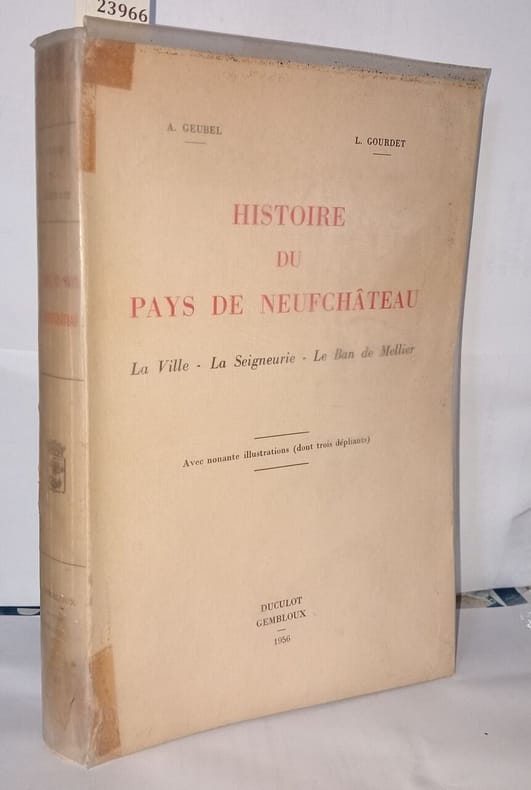 23966
A. GEUBEL
L. GOURDET
HISTOIRE
DU
PAYS DE NEUFCHÂTEAU
La Ville - La Seigneurie - Le Ban de Mellier
Avec nonante illustrations (dont trois dépliants)
DUCULOT
GEMBLOUX
1956